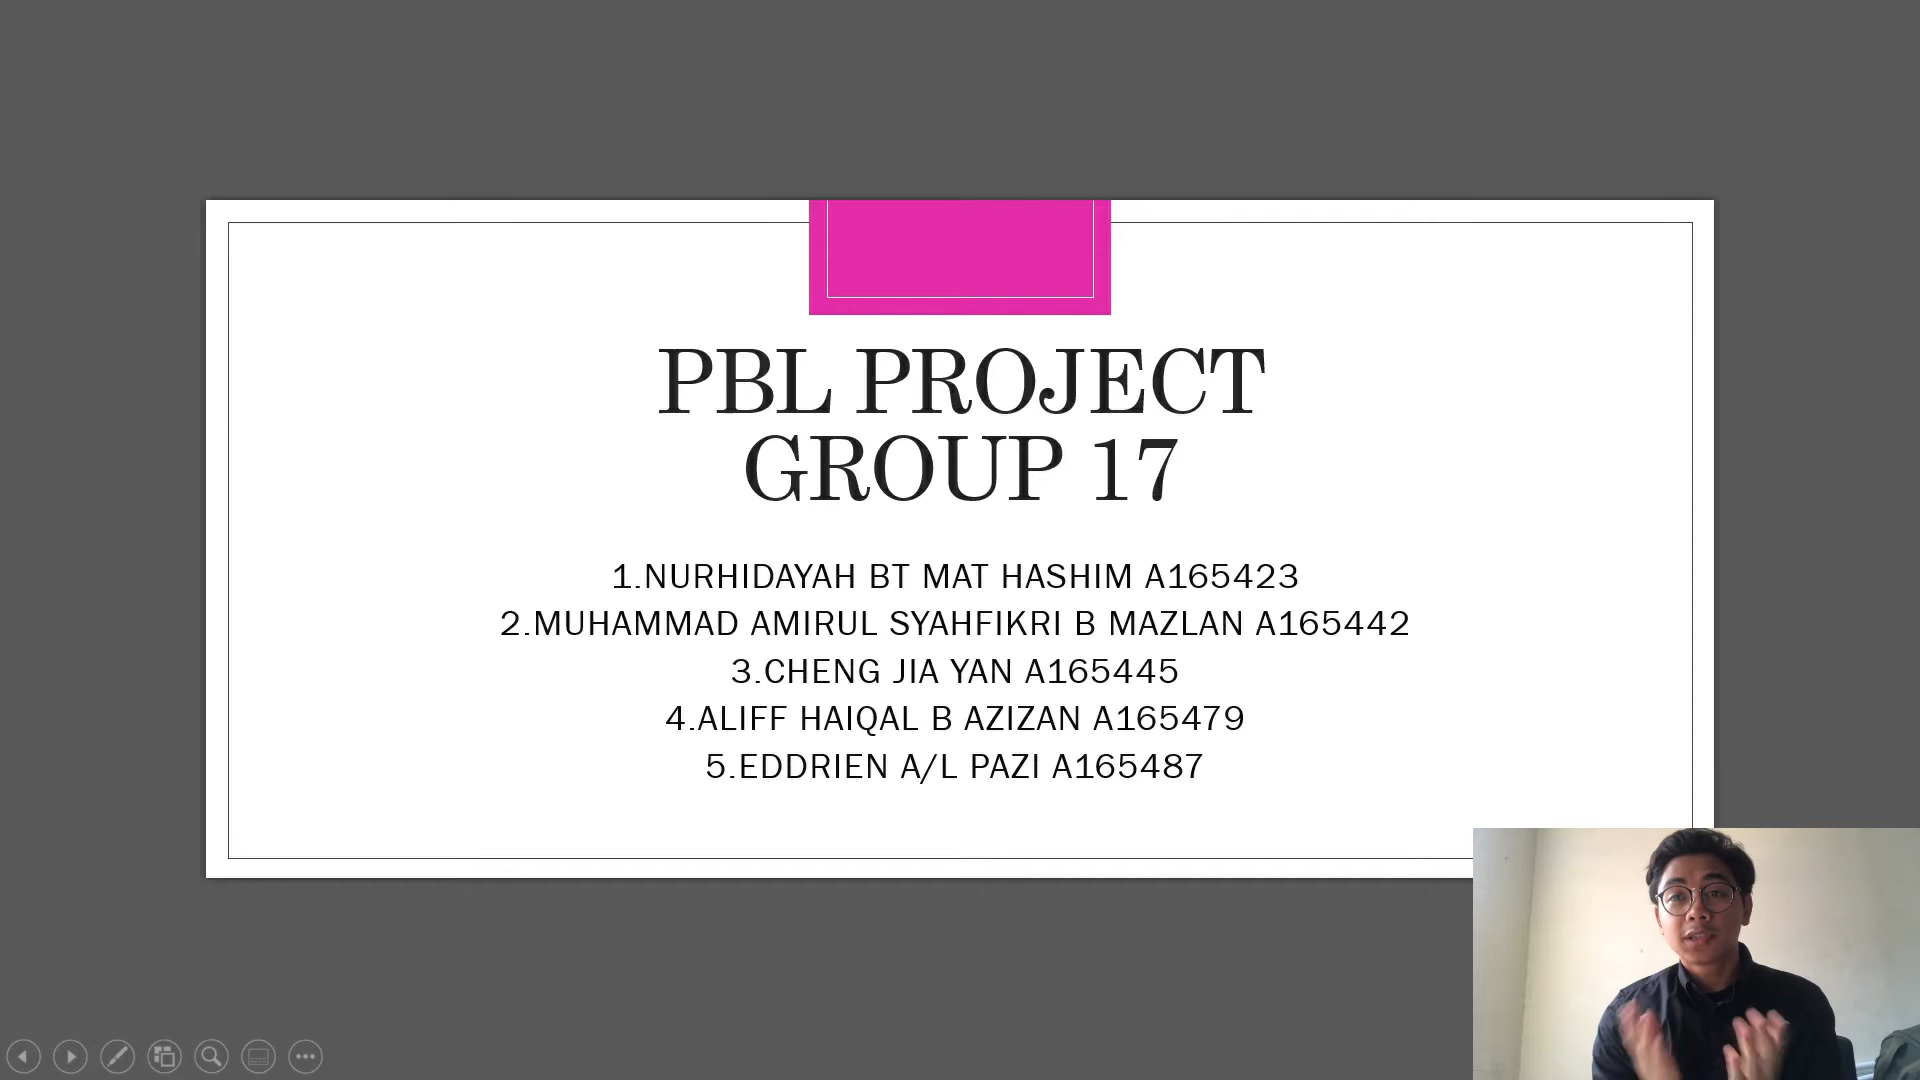 PBL PROJECT
GROUP 17
1.NURHIDAYAH BT MAT HASHIM A165423
2.MUHAMMAD AMIRUL SYAHFIKRI B MAZLAN A165442
3.CHENG JIA YAN A165445
4.ALIFF HAIQAL B AZIZAN A165479
5.EDDRIEN A/L PAZI A165487